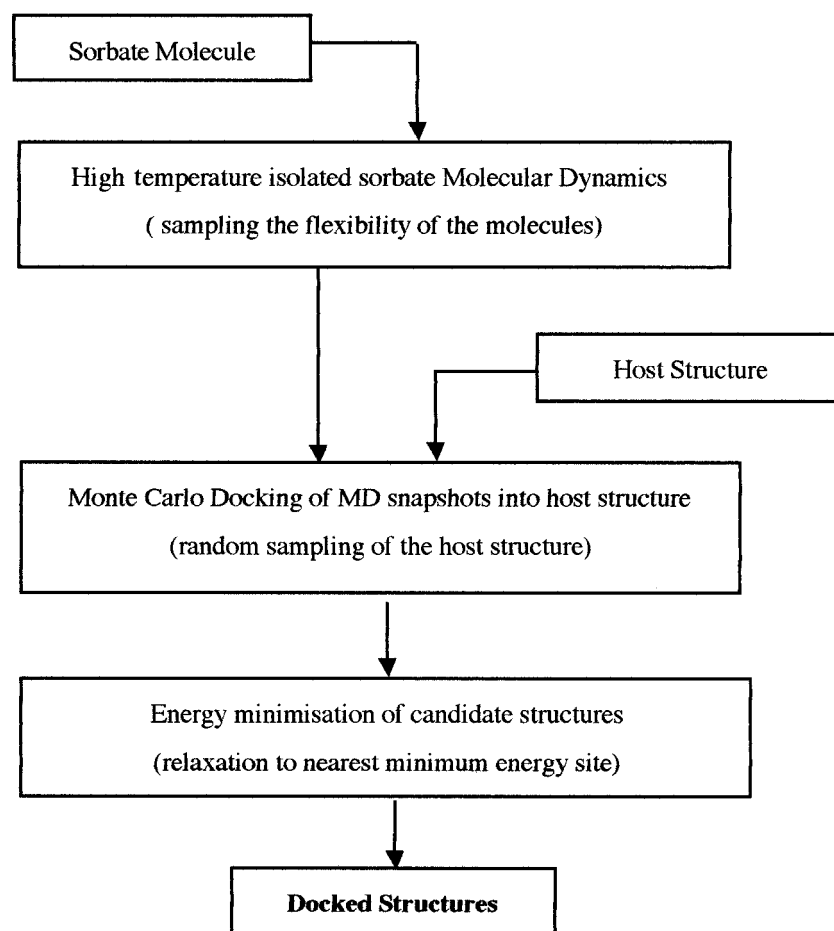 Sorbate Molecule
High temperature isolated sorbate Molecular Dynamics
( sampling the flexibility of the molecules)
Host Structure
Monte Carlo Docking of MD snapshots into host structure
(random sampling of the host structure)
Energy minimisation of candidate structures
(relaxation to nearest minimum energy site)
Docked Structures